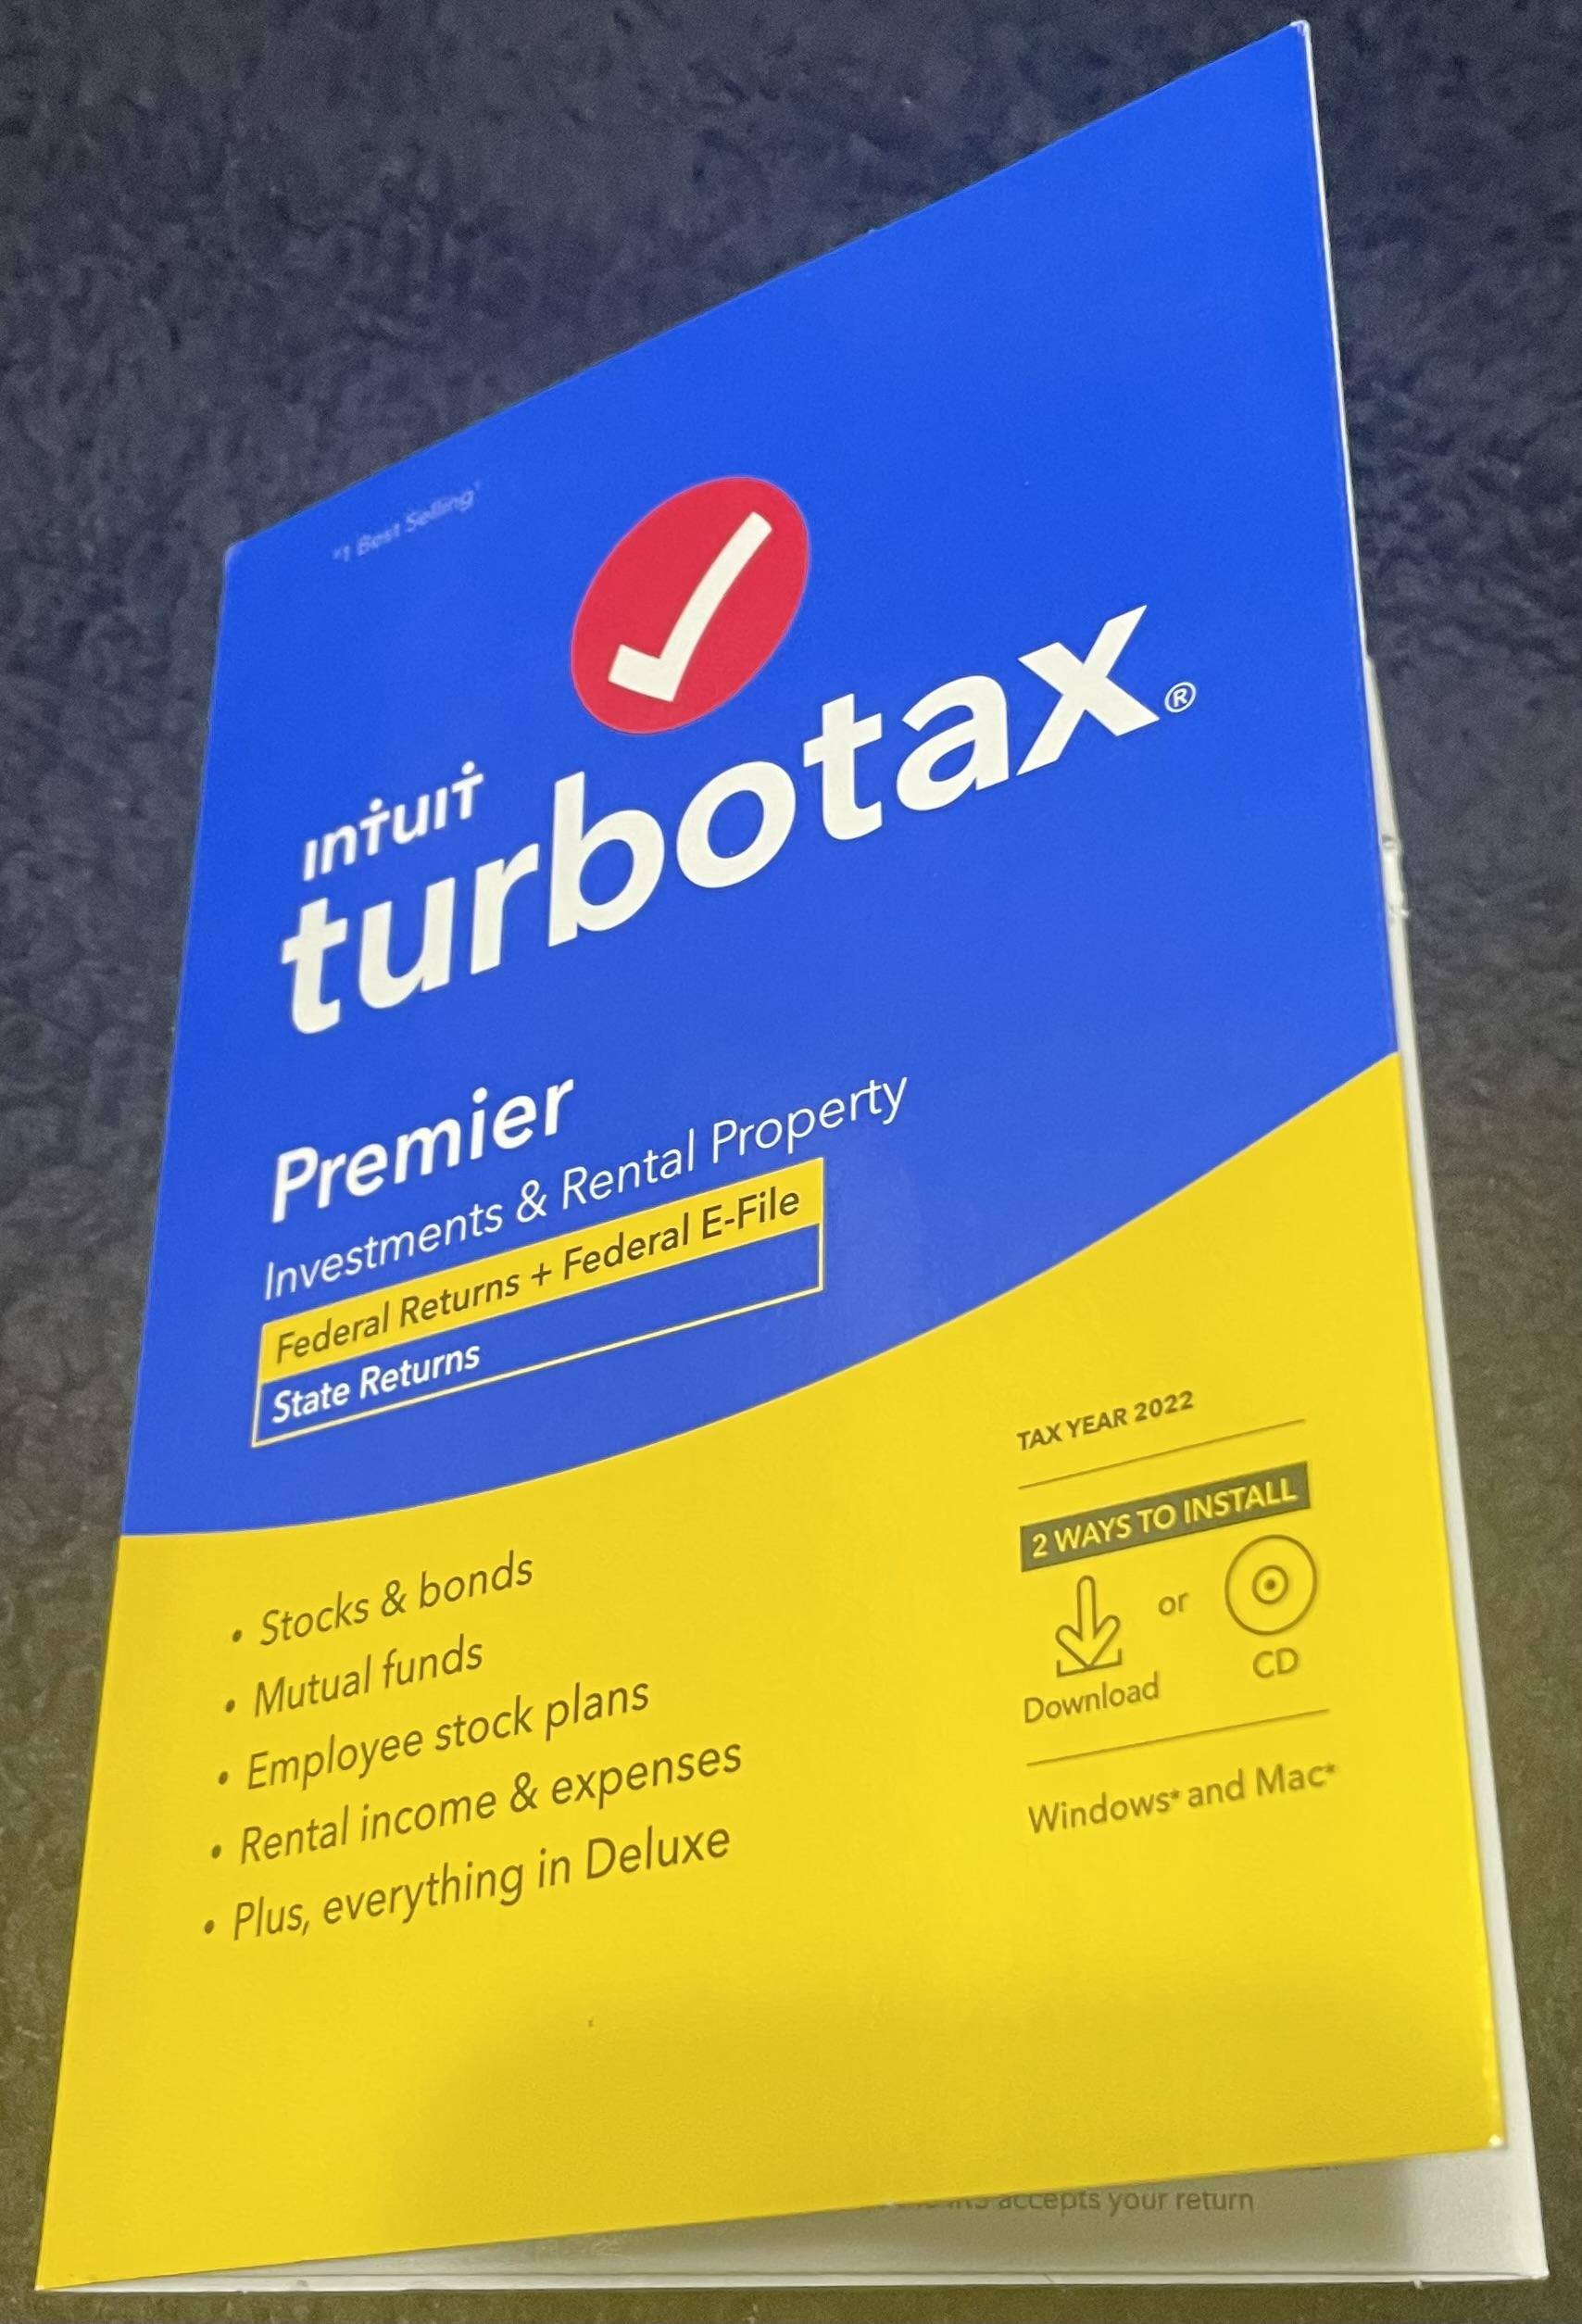 #1 Best Selling
INTUIT
turbotax®
Premier
Investments & Rental Property
Federal Returns + Federal E-File
State Returns
• Stocks & bonds
• Mutual funds
• Employee stock plans
• Rental income & expenses
• Plus, everything in Deluxe
TAX YEAR 2022
2 WAYS TO INSTALL
or
Download
CD
Windows* and Mac*
accepts your return